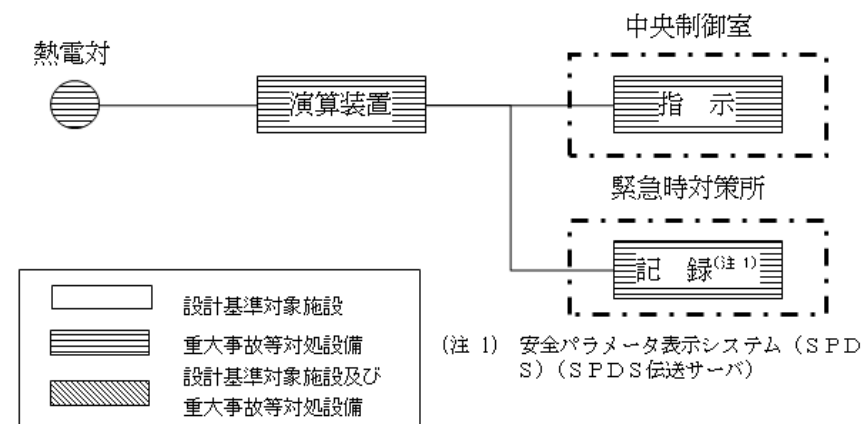 中央制御室
熱電対
演算装置
指　示
緊急時対策所
記　録(注 1)
設計基準対象施設
重大事故等対処設備
設計基準対象施設及び
重大事故等対処設備
(注 1)　安全パラメータ表示システム（ＳＰＤ
Ｓ）（ＳＰＤＳ伝送サーバ）